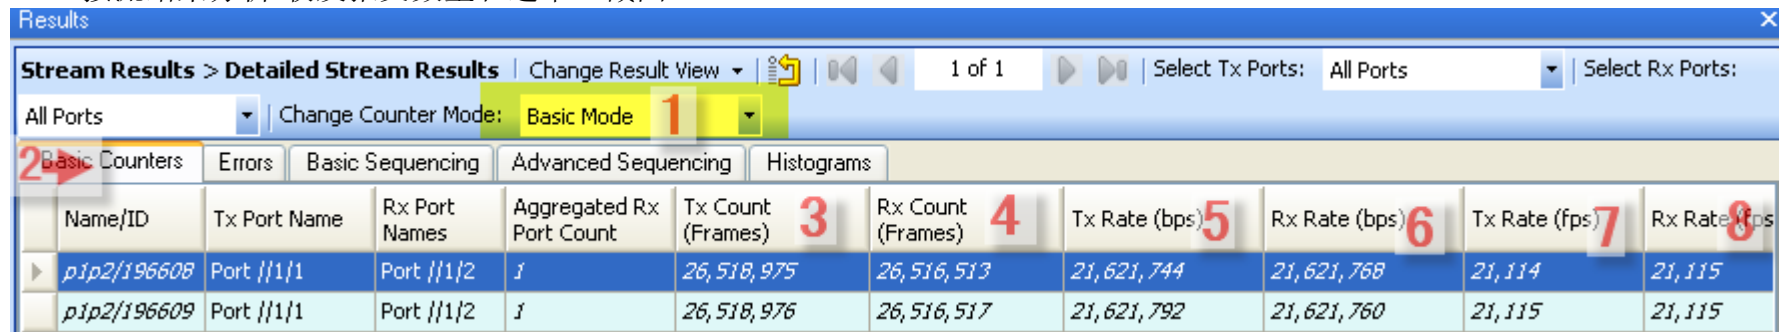 Results
Stream Results > Detailed Stream Results | Change Result View 1 of 1 Select Tx Ports: All Ports Select Rx Ports:
All Ports Change Counter Mode: Basic Mode 1
2 Basic Counters Errors Basic Sequencing Advanced Sequencing Histograms
Name/ID Tx Port Name Rx Port Names Aggregated Rx Port Count Tx Count (Frames) 3 Rx Count (Frames) 4 Tx Rate (bps) 5 Rx Rate (bps) 6 Tx Rate (fps) 7 Rx Rate (fps 8
p1p2/196608 Port //1/1 Port //1/2 1 26,518,975 26,516,513 21,621,744 21,621,768 21,114 21,115
p1p2/196609 Port //1/1 Port //1/2 1 26,518,976 26,516,517 21,621,792 21,621,760 21,115 21,115